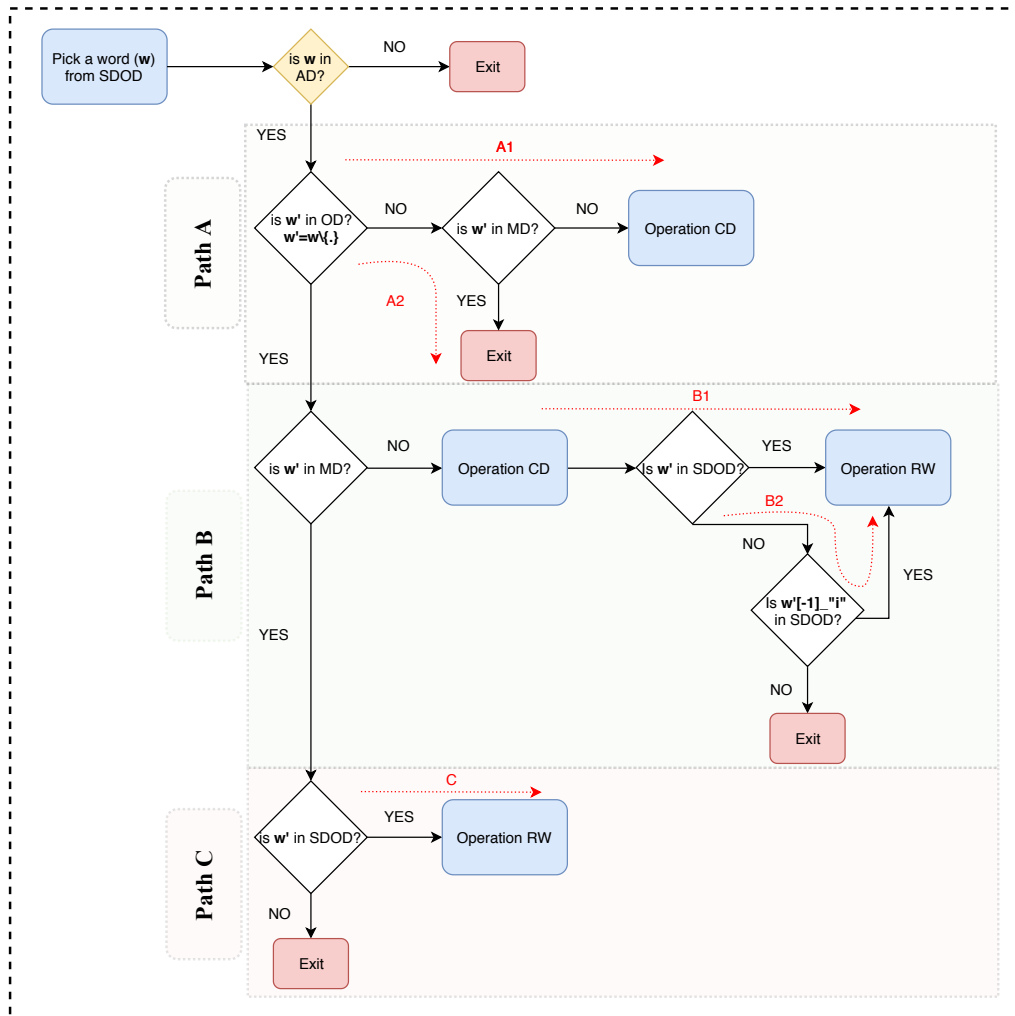 Pick a word (w)
from SDOD
is w in
AD?
NO
Exit
YES
A1
Path A
is w' in OD?
w'=w\{.}
NO
is w' in MD?
NO
Operation CD
A2
YES
Exit
YES
B1
Path B
is w' in MD?
NO
Operation CD
Is w' in SDOD?
YES
Operation RW
B2
NO
Is w'[-1]_"i"
in SDOD?
YES
NO
Exit
YES
C
Path C
is w' in SDOD?
YES
Operation RW
NO
Exit